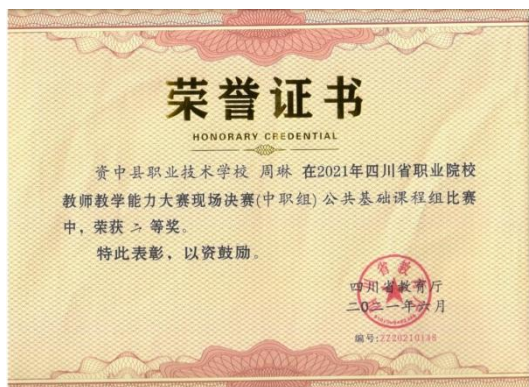 荣誉证书
HONORARY CREDENTIAL
资中县职业技术学校 周琳 在2021年四川省职业院校
教师教学能力大赛现场决赛(中职组)公共基础课程组比赛
中，荣获 二 等奖。
特此表彰，以资鼓励。
四川省教育厅
二〇二一年六月
编号:ZZ20210148